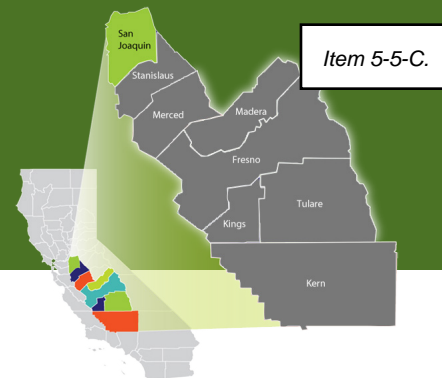 San
Joaquin
Item 5-5-C.
Stanislaus
Merced
Madera
Fresno
Tulare
Kings
Kern